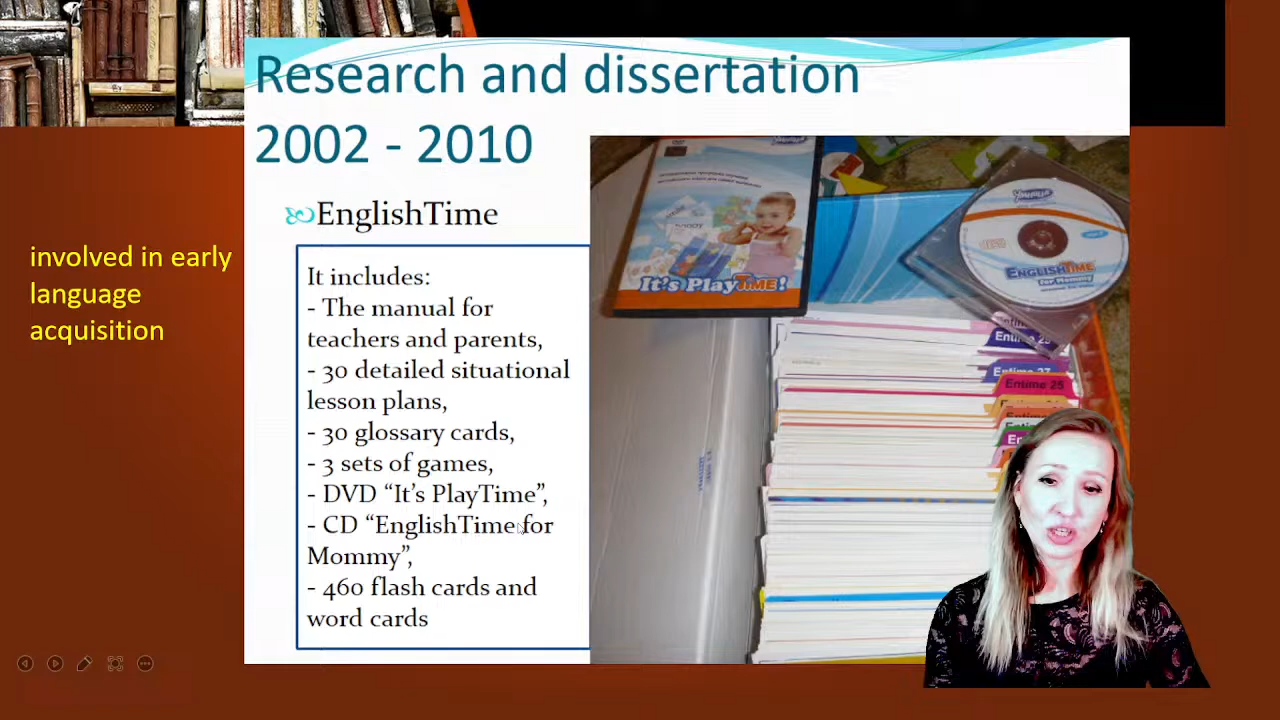 Research and dissertation
2002 - 2010
EnglishTime
involved in early
language
acquisition
It includes:
- The manual for
teachers and parents,
- 30 detailed situational
lesson plans,
- 30 glossary cards,
- 3 sets of games,
- DVD “It’s PlayTime”,
- CD “EnglishTime for
Mommy”,
- 460 flash cards and
word cards
It's PlayTIME!
ENGLISHTIME
for Mommy
Entime 25